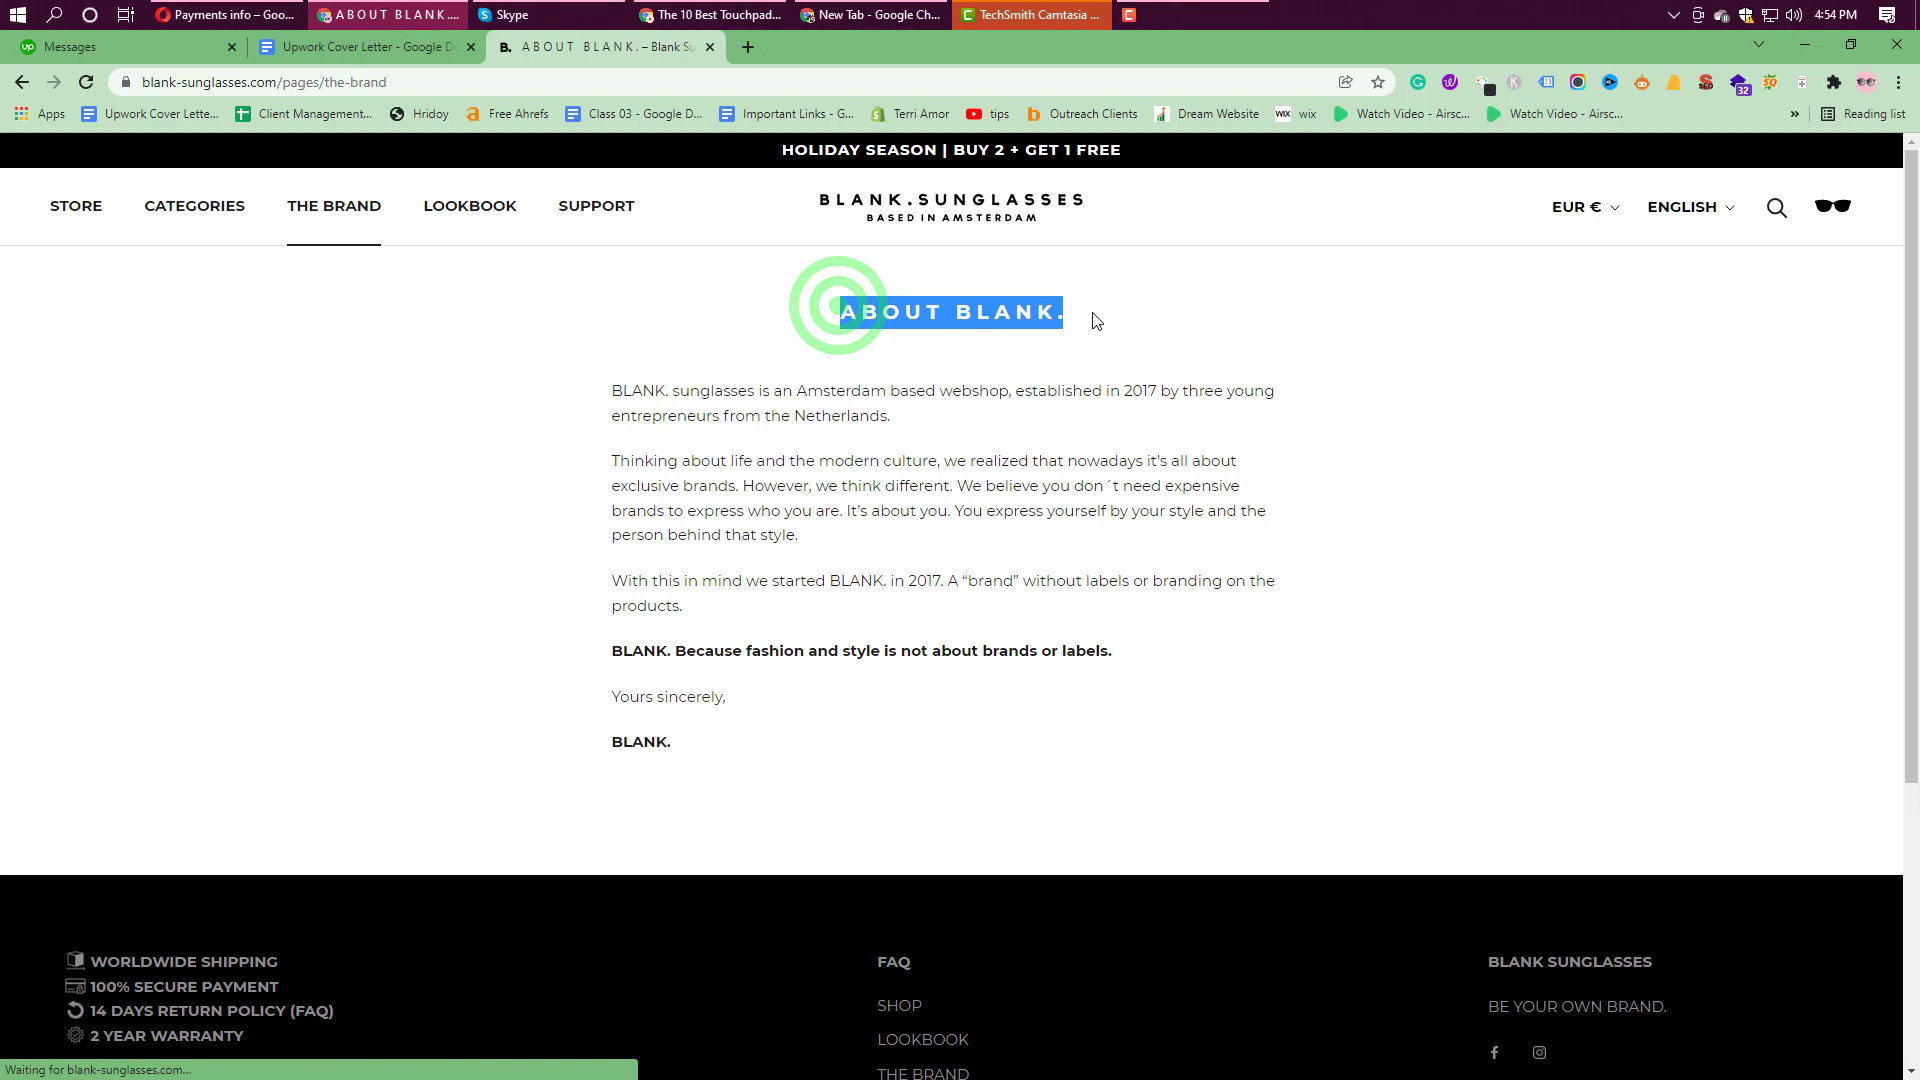 Payments info – Goo...
A B O U T  B L A N K ....
Skype
The 10 Best Touchpad...
New Tab - Google Ch...
TechSmith Camtasia ...
4:54 PM
Messages
Upwork Cover Letter - Google Do
A B O U T  B L A N K . – Blank Su
blank-sunglasses.com/pages/the-brand
32
Apps
Upwork Cover Lette...
Client Management...
Hridoy
Free Ahrefs
Class 03 - Google D...
Important Links - G...
Terri Amor
tips
Outreach Clients
Dream Website
WIX wix
Watch Video - Airsc...
Watch Video - Airsc...
»
Reading list
HOLIDAY SEASON | BUY 2 + GET 1 FREE
STORE
CATEGORIES
THE BRAND
LOOKBOOK
SUPPORT
BLANK.SUNGLASSES
BASED IN AMSTERDAM
EUR €
ENGLISH
ABOUT BLANK.
BLANK. sunglasses is an Amsterdam based webshop, established in 2017 by three young
entrepreneurs from the Netherlands.
Thinking about life and the modern culture, we realized that nowadays it’s all about
exclusive brands. However, we think different. We believe you don´t need expensive
brands to express who you are. It’s about you. You express yourself by your style and the
person behind that style.
With this in mind we started BLANK. in 2017. A “brand” without labels or branding on the
products.
BLANK. Because fashion and style is not about brands or labels.
Yours sincerely,
BLANK.
WORLDWIDE SHIPPING
100% SECURE PAYMENT
14 DAYS RETURN POLICY (FAQ)
2 YEAR WARRANTY
FAQ
SHOP
LOOKBOOK
THE BRAND
BLANK SUNGLASSES
BE YOUR OWN BRAND.
Waiting for blank-sunglasses.com...